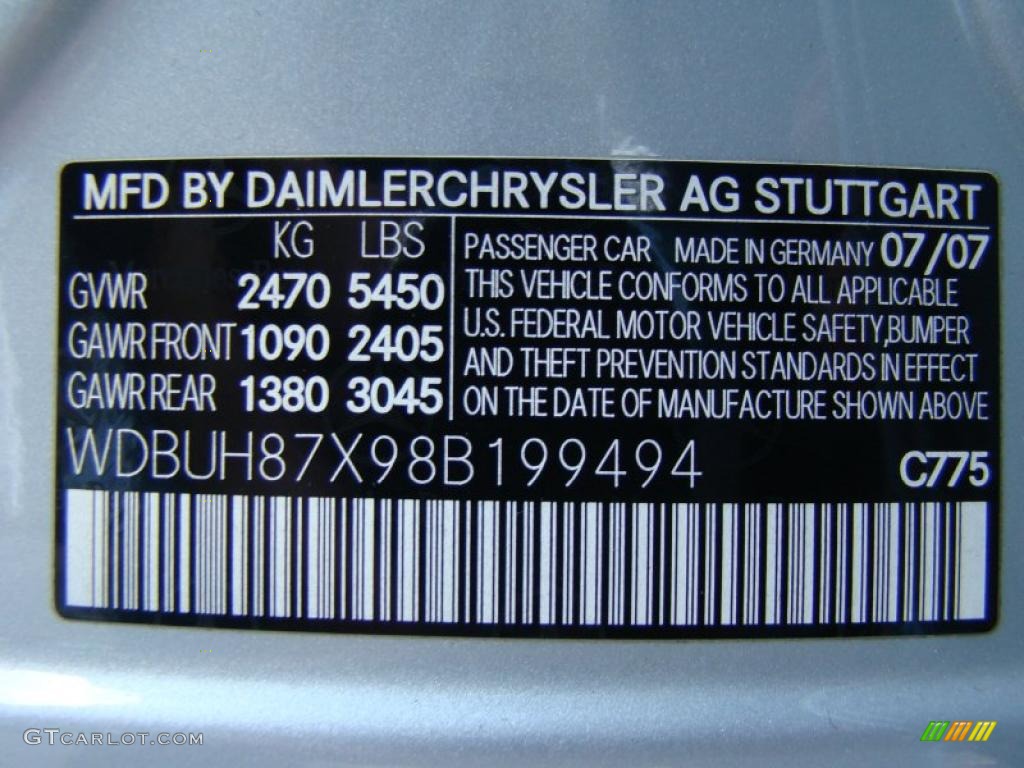 MFD BY DAIMLERCHRYSLER AG STUTTGART
KG LBS
GVWR 2470 5450
GAWR FRONT 1090 2405
GAWR REAR 1380 3045
PASSENGER CAR MADE IN GERMANY 07/07
THIS VEHICLE CONFORMS TO ALL APPLICABLE
U.S. FEDERAL MOTOR VEHICLE SAFETY,BUMPER
AND THEFT PREVENTION STANDARDS IN EFFECT
ON THE DATE OF MANUFACTURE SHOWN ABOVE
WDBUH87X98B199494 C775
GTCARLOT.COM